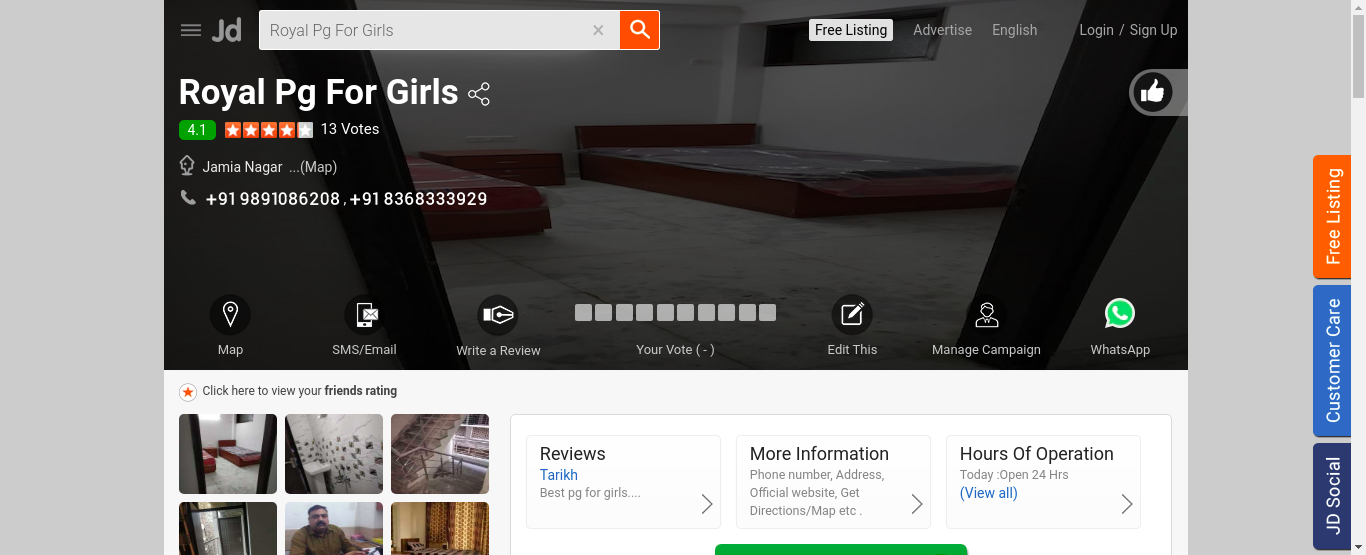 Jd Royal Pg For Girls × Free Listing Advertise English Login / Sign Up
Royal Pg For Girls
4.1 13 Votes
Jamia Nagar ...(Map)
+91 9891086208 , +91 8368333929
Map SMS/Email Write a Review Your Vote ( - ) Edit This Manage Campaign WhatsApp
Click here to view your friends rating
Reviews
Tarikh
Best pg for girls....
More Information
Phone number, Address,
Official website, Get
Directions/Map etc .
Hours Of Operation
Today :Open 24 Hrs
(View all)
Free Listing
Customer Care
JD Social